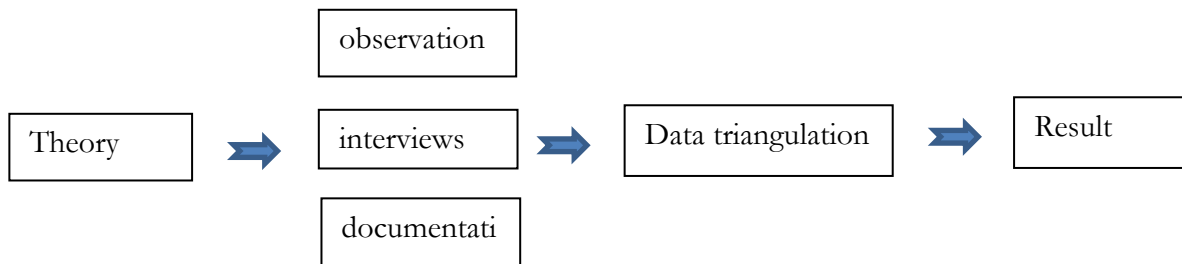 observation
Theory
interviews
Data triangulation
Result
documentati